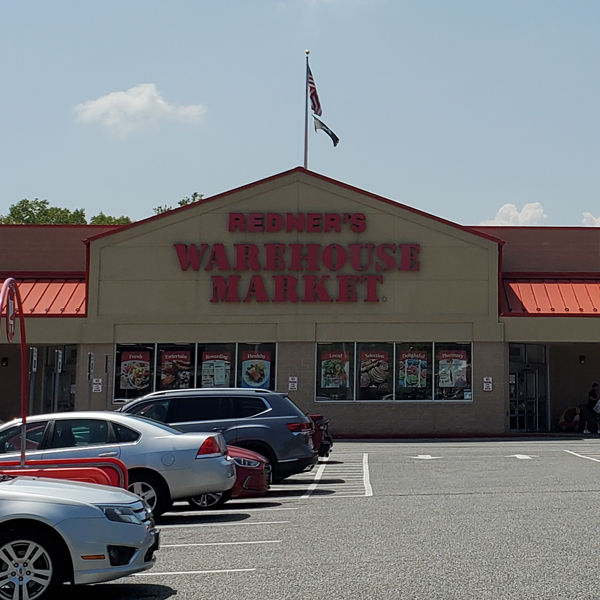 REDNER'S
WAREHOUSE
MARKET
Fresh
Entertain
Rewarding
Healthy
Local
Selection
Delightful
Pharmacy